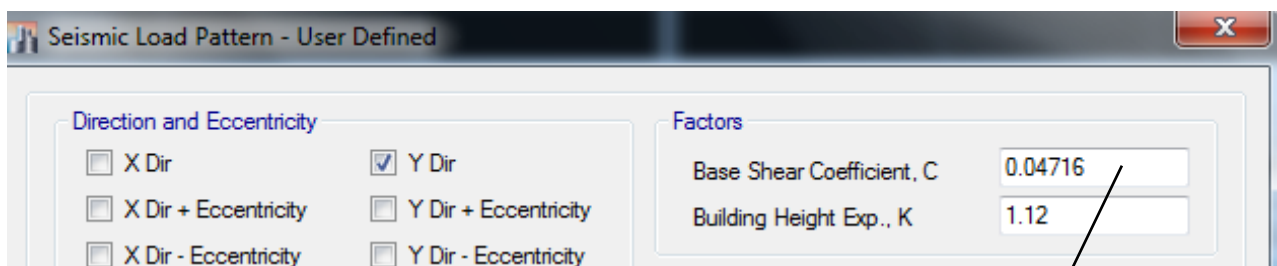 Seismic Load Pattern - User Defined
Direction and Eccentricity
X Dir
Y Dir
X Dir + Eccentricity
Y Dir + Eccentricity
X Dir - Eccentricity
Y Dir - Eccentricity
Factors
Base Shear Coefficient, C
0.04716
Building Height Exp., K
1.12